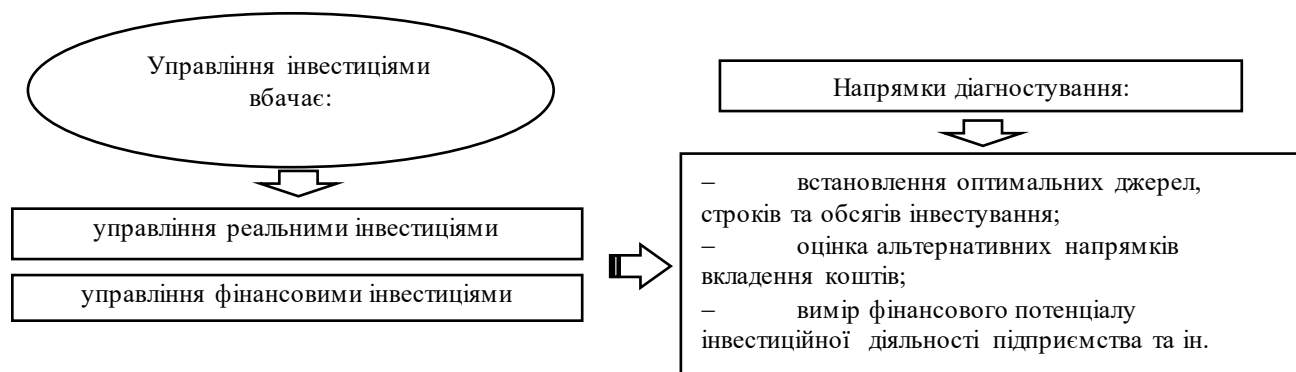 Управління інвестиціями
вбачає:
управління реальними інвестиціями
управління фінансовими інвестиціями
Напрямки діагностування:
– встановлення оптимальних джерел,
строків та обсягів інвестування;
– оцінка альтернативних напрямків
вкладення коштів;
– вимір фінансового потенціалу
інвестиційної діяльності підприємства та ін.